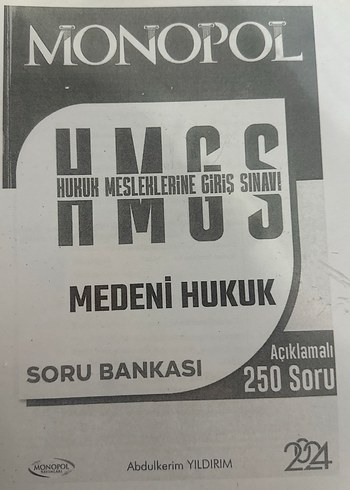 MONOPOL
HMGS
HUKUK MESLEKLERİNE GİRİŞ SINAVI
MEDENİ HUKUK
Açıklamalı
SORU BANKASI
250 Soru
MONOPOL
YAYINLARI
Abdulkerim YILDIRIM
2024